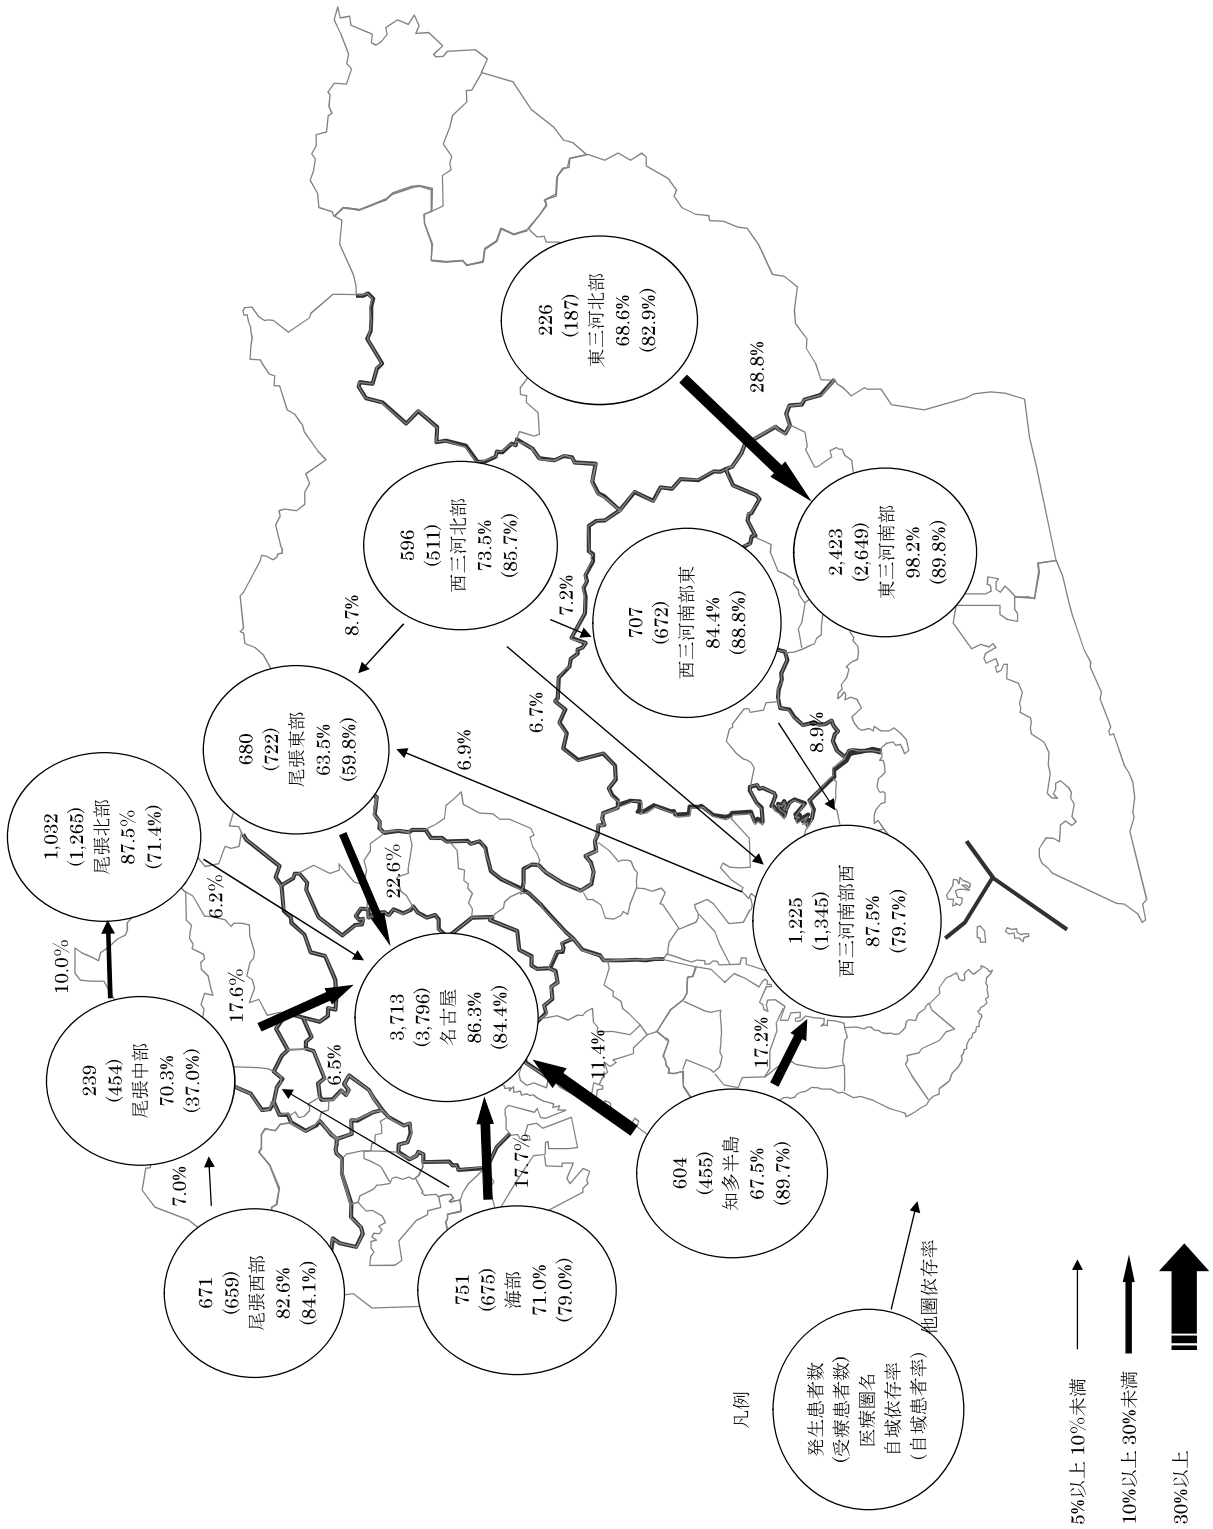 1,032
(1,265)
尾張北部
87.5%
(71.4%)
10.0%
6.2%
239
(454)
尾張中部
70.3%
(37.0%)
17.6%
7.0%
671
(659)
尾張西部
82.6%
(84.1%)
6.5%
680
(722)
尾張東部
63.5%
(59.8%)
22.6%
8.7%
3,713
(3,796)
名古屋
86.3%
(84.4%)
751
(675)
海部
71.0%
(79.0%)
17.7%
11.4%
596
(511)
西三河北部
73.5%
(85.7%)
7.2%
6.7%
6.9%
226
(187)
東三河北部
68.6%
(82.9%)
28.8%
707
(672)
西三河南部東
84.4%
(88.8%)
8.9%
2,423
(2,649)
東三河南部
98.2%
(89.8%)
1,225
(1,345)
西三河南部西
87.5%
(79.7%)
17.2%
604
(455)
知多半島
67.5%
(89.7%)
凡例
発生患者数
(受療患者数)
医療圏名
自域依存率
(自域患者率)
他圏依存率
5%以上 10%未満
10%以上 30%未満
30%以上